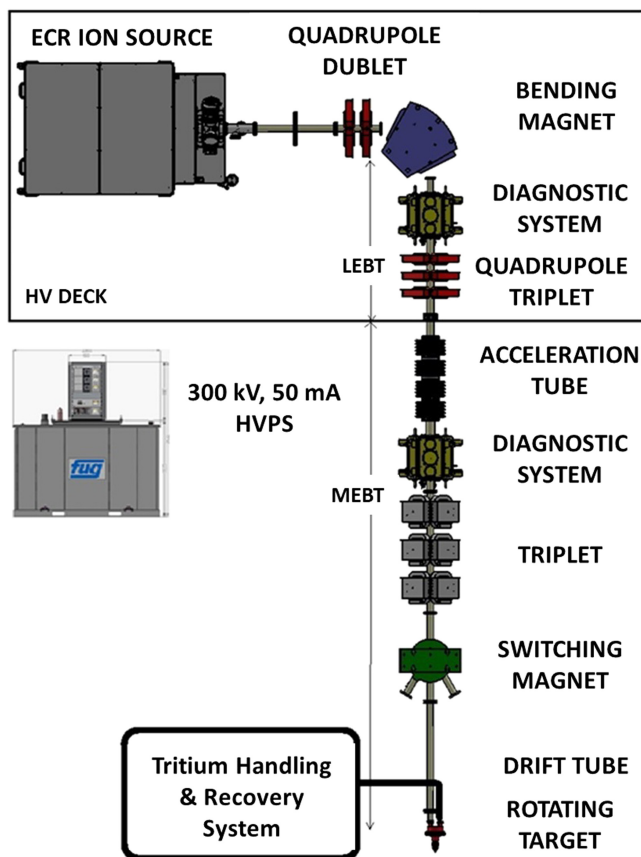 ECR ION SOURCE
QUADRUPOLE
DUBLET
BENDING
MAGNET
DIAGNOSTIC
SYSTEM
LEBT
QUADRUPOLE
TRIPLET
HV DECK
ACCELERATION
TUBE
300 kV, 50 mA
HVPS
fug
DIAGNOSTIC
SYSTEM
MEBT
TRIPLET
SWITCHING
MAGNET
Tritium Handling
& Recovery
System
DRIFT TUBE
ROTATING
TARGET